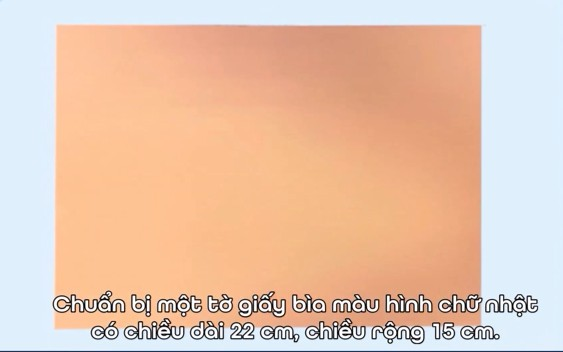 Chuẩn bị một tờ giấy bìa màu hình chữ nhật
có chiều dài 22 cm, chiều rộng 15 cm.